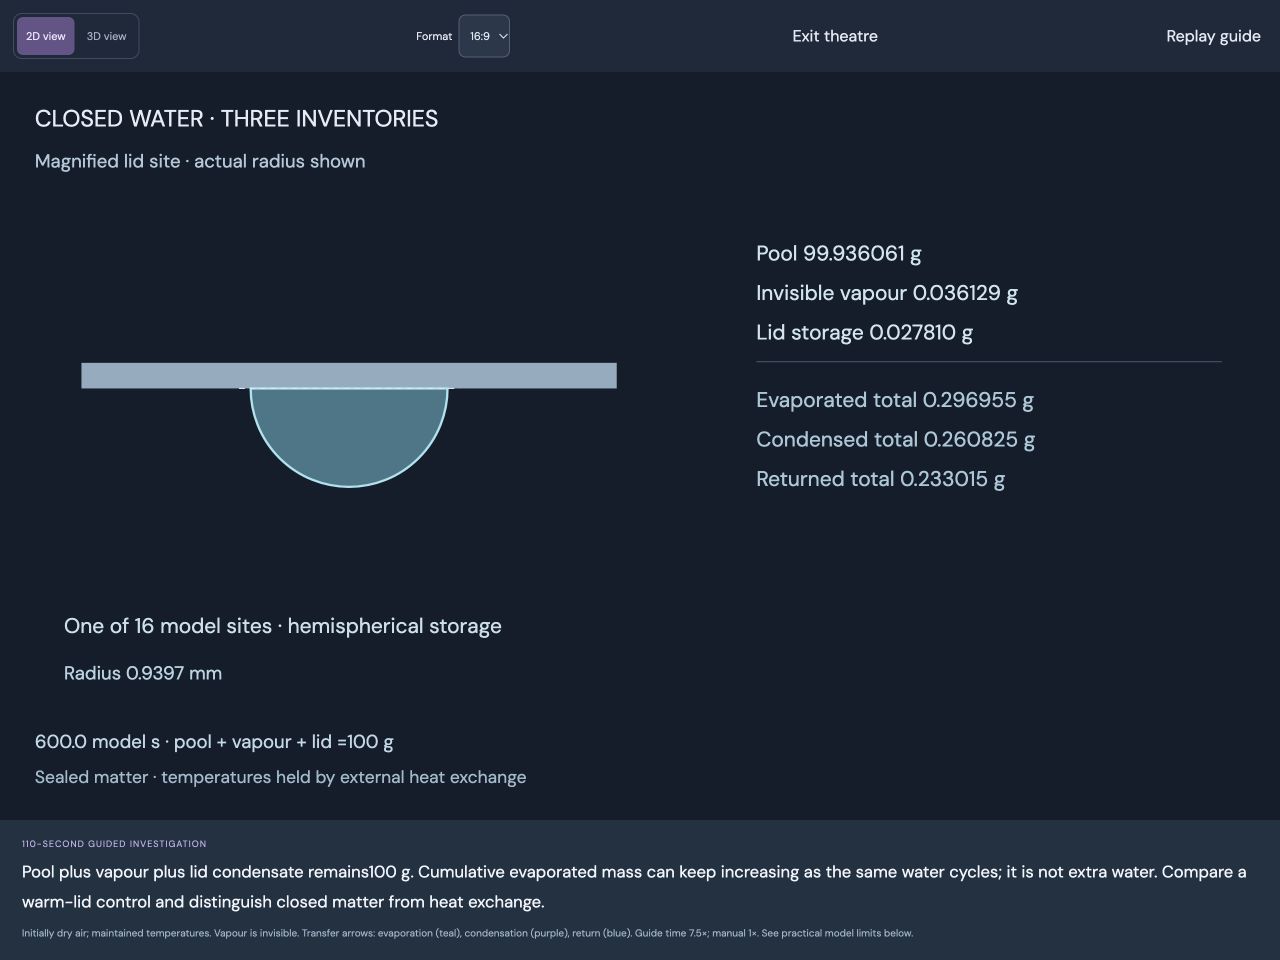 2D view
3D view
Format
16:9
Exit theatre
Replay guide
CLOSED WATER · THREE INVENTORIES
Magnified lid site · actual radius shown
Pool 99.936061 g
Invisible vapour 0.036129 g
Lid storage 0.027810 g
Evaporated total 0.296955 g
Condensed total 0.260825 g
Returned total 0.233015 g
One of 16 model sites · hemispherical storage
Radius 0.9397 mm
600.0 model s · pool + vapour + lid =100 g
Sealed matter · temperatures held by external heat exchange
110-SECOND GUIDED INVESTIGATION
Pool plus vapour plus lid condensate remains100 g. Cumulative evaporated mass can keep increasing as the same water cycles; it is not extra water. Compare a
warm-lid control and distinguish closed matter from heat exchange.
Initially dry air; maintained temperatures. Vapour is invisible. Transfer arrows: evaporation (teal), condensation (purple), return (blue). Guide time 7.5×; manual 1×. See practical model limits below.